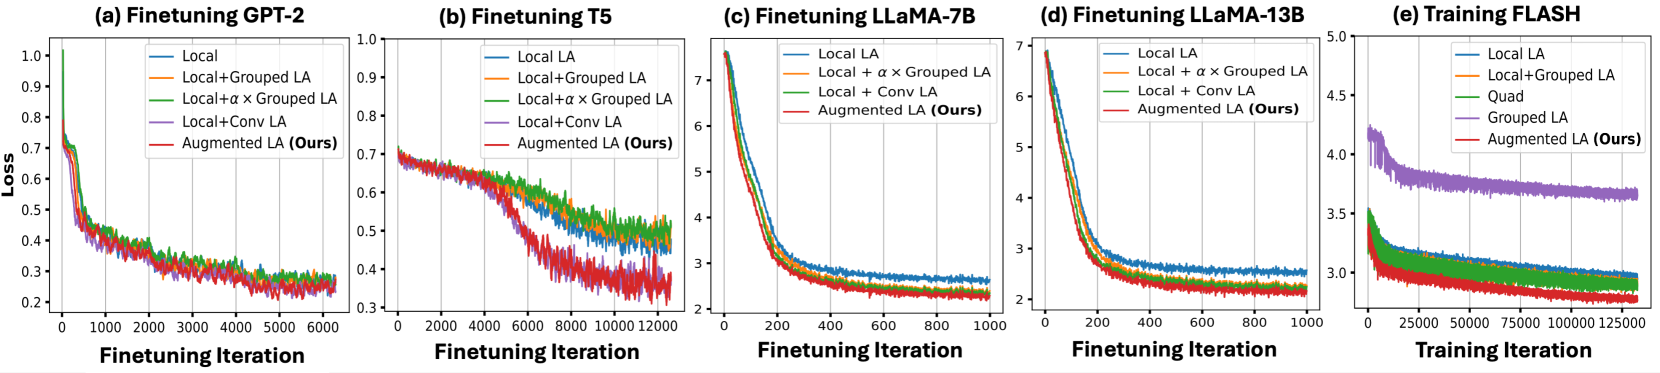 (a) Finetuning GPT-2
Loss
1.0
0.9
0.8
0.7
0.6
0.5
0.4
0.3
0.2
Local
Local+Grouped LA
Local+α × Grouped LA
Local+Conv LA
Augmented LA (Ours)
0 1000 2000 3000 4000 5000 6000
Finetuning Iteration
(b) Finetuning T5
1.0
0.9
0.8
0.7
0.6
0.5
0.4
0.3
Local LA
Local+Grouped LA
Local+α × Grouped LA
Local+Conv LA
Augmented LA (Ours)
0 2000 4000 6000 8000 10000 12000
Finetuning Iteration
(c) Finetuning LLaMA-7B
7
6
5
4
3
2
Local LA
Local + α × Grouped LA
Local + Conv LA
Augmented LA (Ours)
0 200 400 600 800 1000
Finetuning Iteration
(d) Finetuning LLaMA-13B
7
6
5
4
3
2
Local LA
Local + α × Grouped LA
Local + Conv LA
Augmented LA (Ours)
0 200 400 600 800 1000
Finetuning Iteration
(e) Training FLASH
5.0
4.5
4.0
3.5
3.0
Local LA
Local+Grouped LA
Quad
Grouped LA
Augmented LA (Ours)
0 25000 50000 75000 100000 125000
Training Iteration